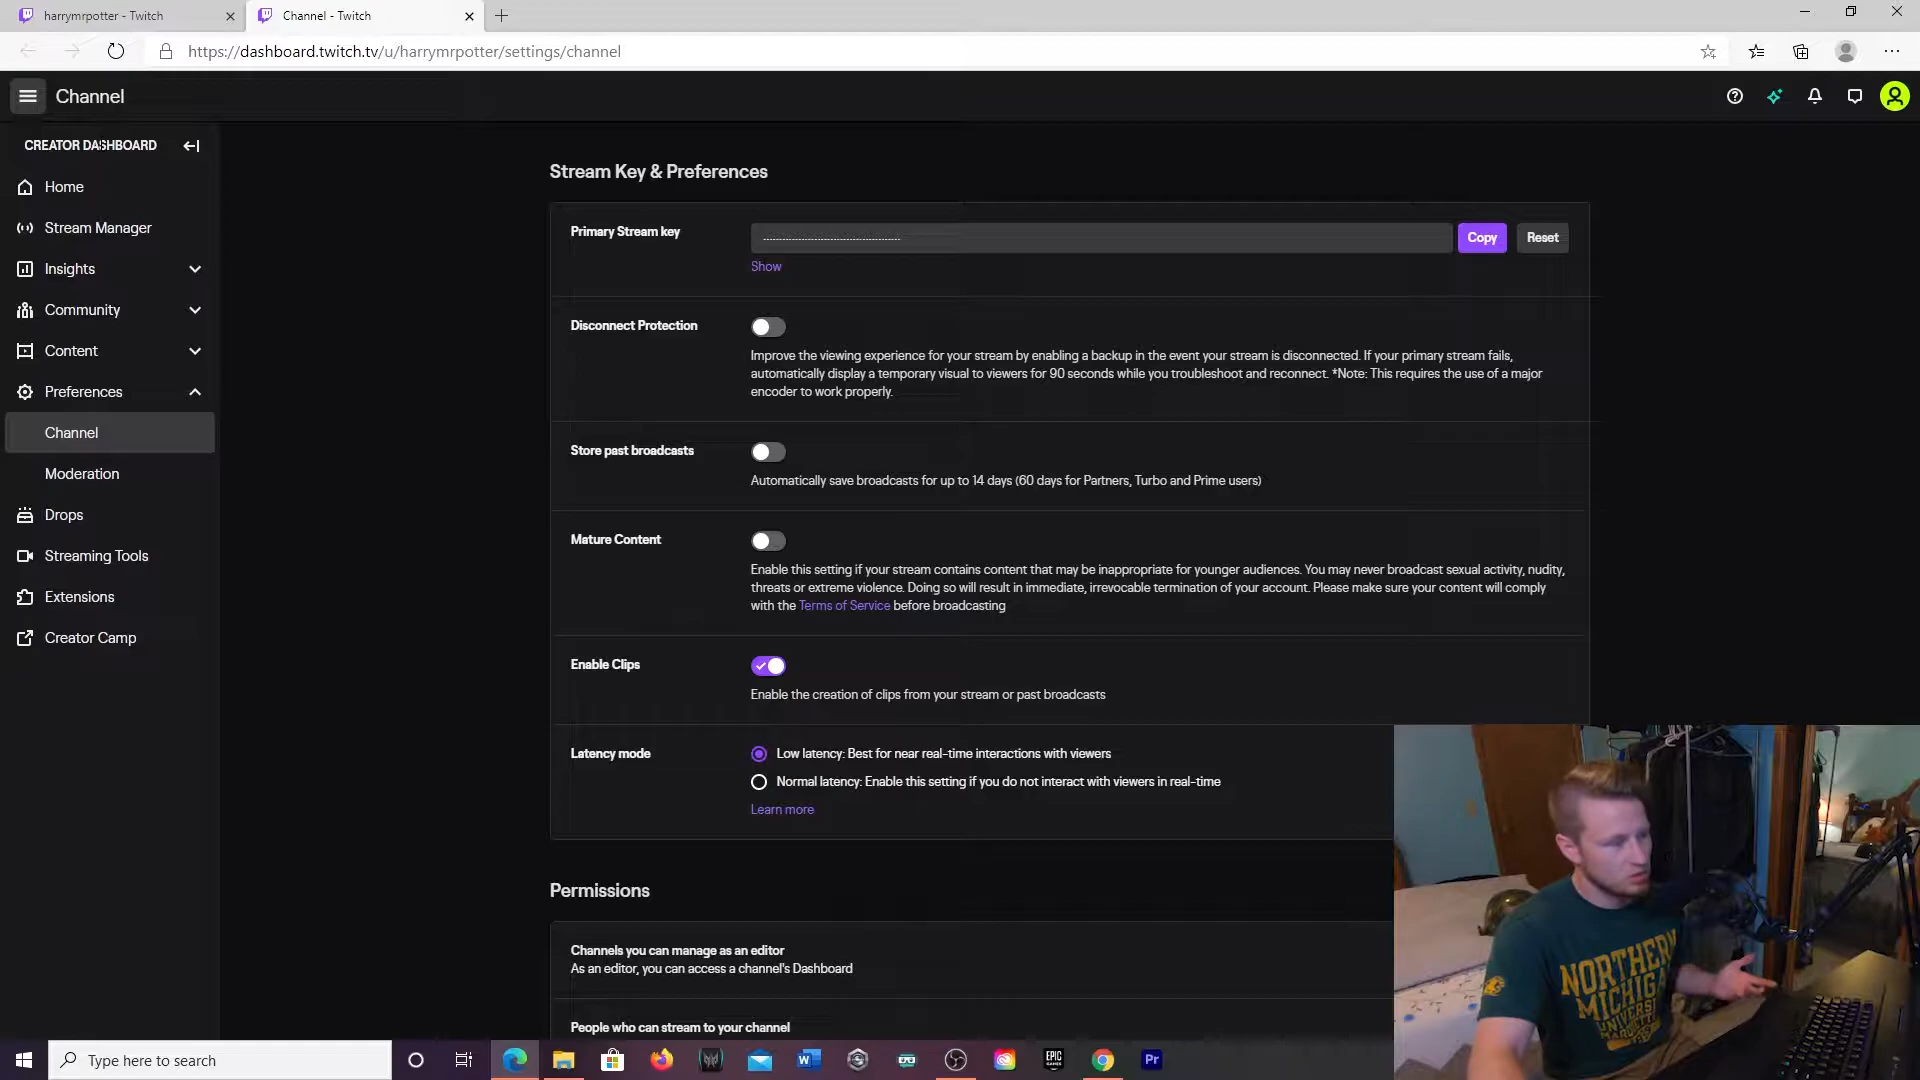 harrymrpotter - Twitch
Channel - Twitch
https://dashboard.twitch.tv/u/harrymrpotter/settings/channel
Channel
CREATOR DASHBOARD
Home
Stream Manager
Insights
Community
Content
Preferences
Channel
Moderation
Drops
Streaming Tools
Extensions
Creator Camp
Stream Key & Preferences
Primary Stream key
Copy
Reset
Show
Disconnect Protection
Improve the viewing experience for your stream by enabling a backup in the event your stream is disconnected. If your primary stream fails,
automatically display a temporary visual to viewers for 90 seconds while you troubleshoot and reconnect. *Note: This requires the use of a major
encoder to work properly.
Store past broadcasts
Automatically save broadcasts for up to 14 days (60 days for Partners, Turbo and Prime users)
Mature Content
Enable this setting if your stream contains content that may be inappropriate for younger audiences. You may never broadcast sexual activity, nudity,
threats or extreme violence. Doing so will result in immediate, irrevocable termination of your account. Please make sure your content will comply
with the Terms of Service before broadcasting
Enable Clips
Enable the creation of clips from your stream or past broadcasts
Latency mode
Low latency: Best for near real-time interactions with viewers
Normal latency: Enable this setting if you do not interact with viewers in real-time
Learn more
Permissions
Channels you can manage as an editor
As an editor, you can access a channel's Dashboard
People who can stream to your channel
NORTHERN
MICHIGAN
UNIVERSI
Type here to search
W
EPIC
GAMES
Pr